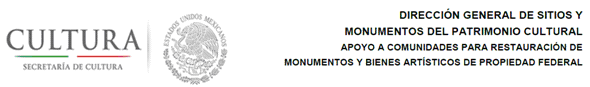 CULTURA
SECRETARÍA DE CULTURA
ESTADOS UNIDOS MEXICANOS
DIRECCIÓN GENERAL DE SITIOS Y
MONUMENTOS DEL PATRIMONIO CULTURAL
APOYO A COMUNIDADES PARA RESTAURACIÓN DE
MONUMENTOS Y BIENES ARTÍSTICOS DE PROPIEDAD FEDERAL